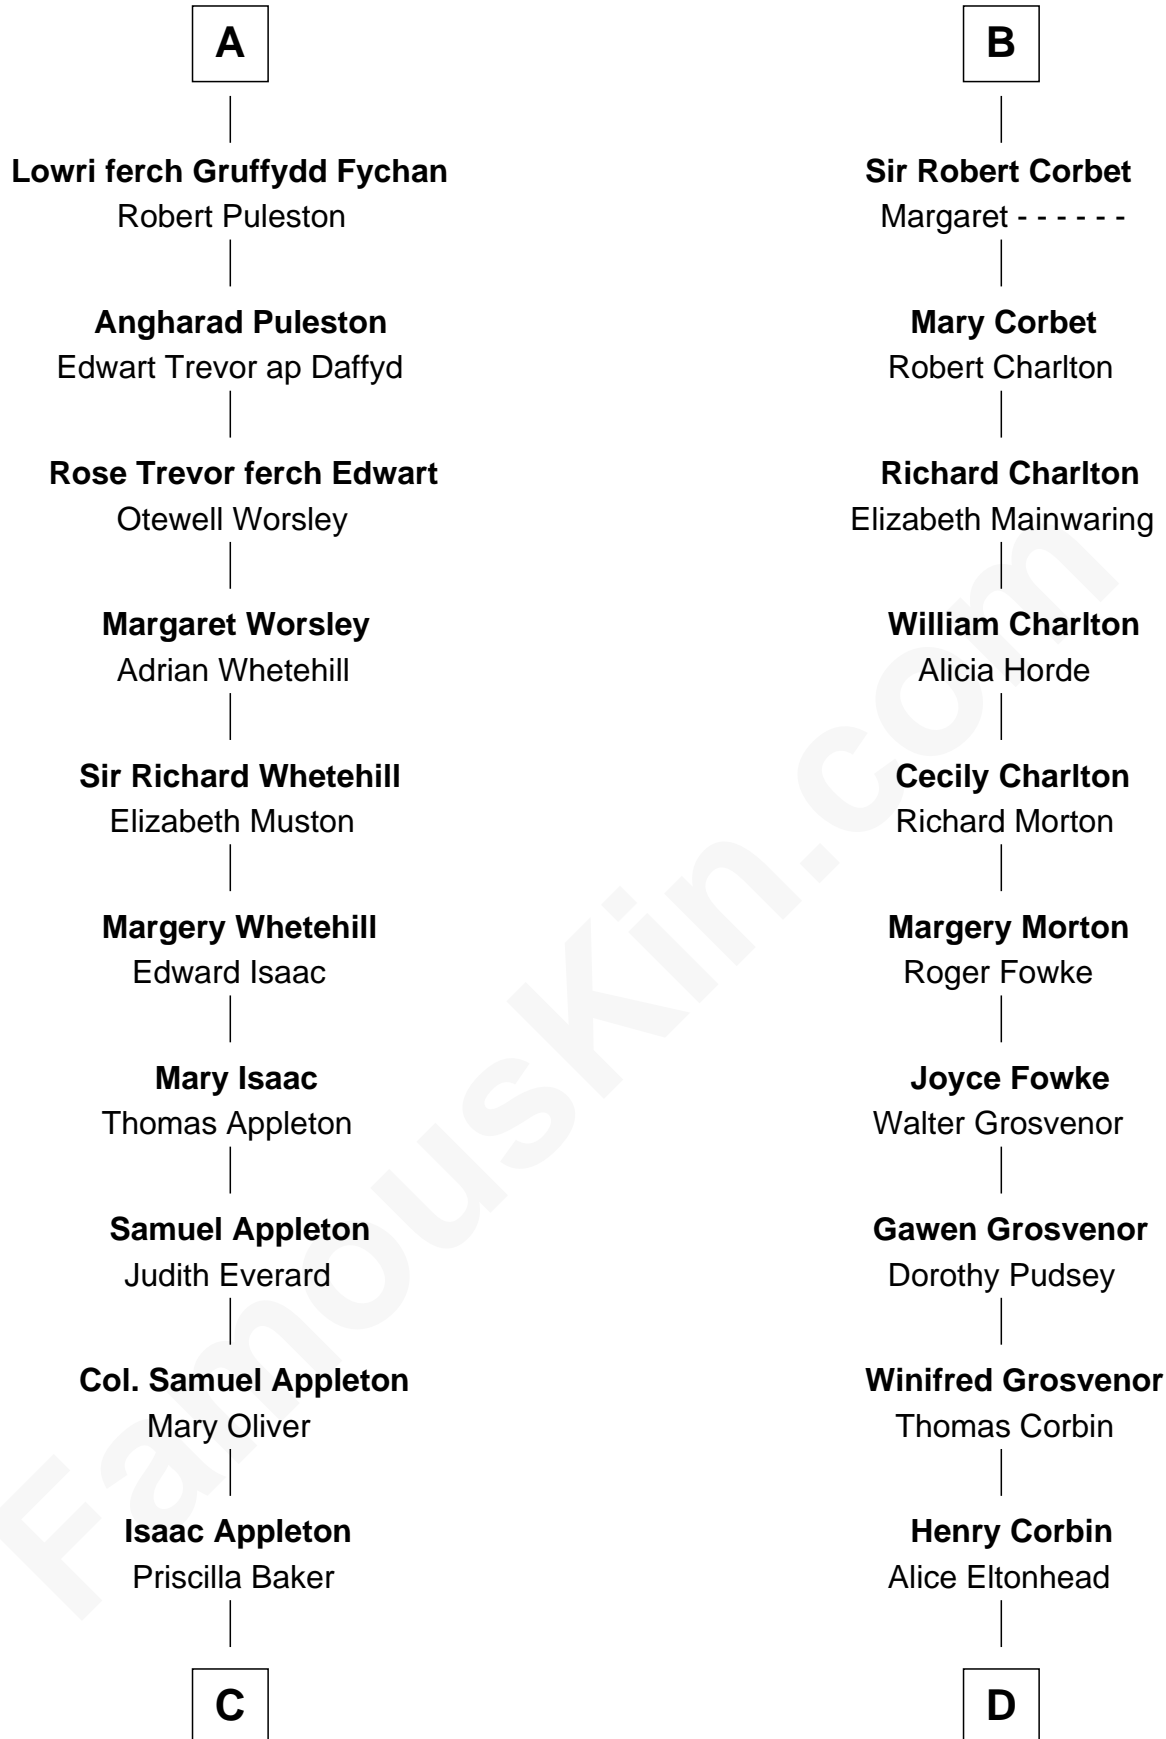 A
Lowri ferch Gruffydd Fychan
Robert Puleston
Angharad Puleston
Edwart Trevor ap Daffyd
Rose Trevor ferch Edwart
Otewell Worsley
Margaret Worsley
Adrian Whetehill
Sir Richard Whetehill
Elizabeth Muston
Margery Whetehill
Edward Isaac
Mary Isaac
Thomas Appleton
Samuel Appleton
Judith Everard
Col. Samuel Appleton
Mary Oliver
Isaac Appleton
Priscilla Baker
C
B
Sir Robert Corbet
Margaret - - - - - -
Mary Corbet
Robert Charlton
Richard Charlton
Elizabeth Mainwaring
William Charlton
Alicia Horde
Cecily Charlton
Richard Morton
Margery Morton
Roger Fowke
Joyce Fowke
Walter Grosvenor
Gawen Grosvenor
Dorothy Pudsey
Winifred Grosvenor
Thomas Corbin
Henry Corbin
Alice Eltonhead
D
FamousKin.com